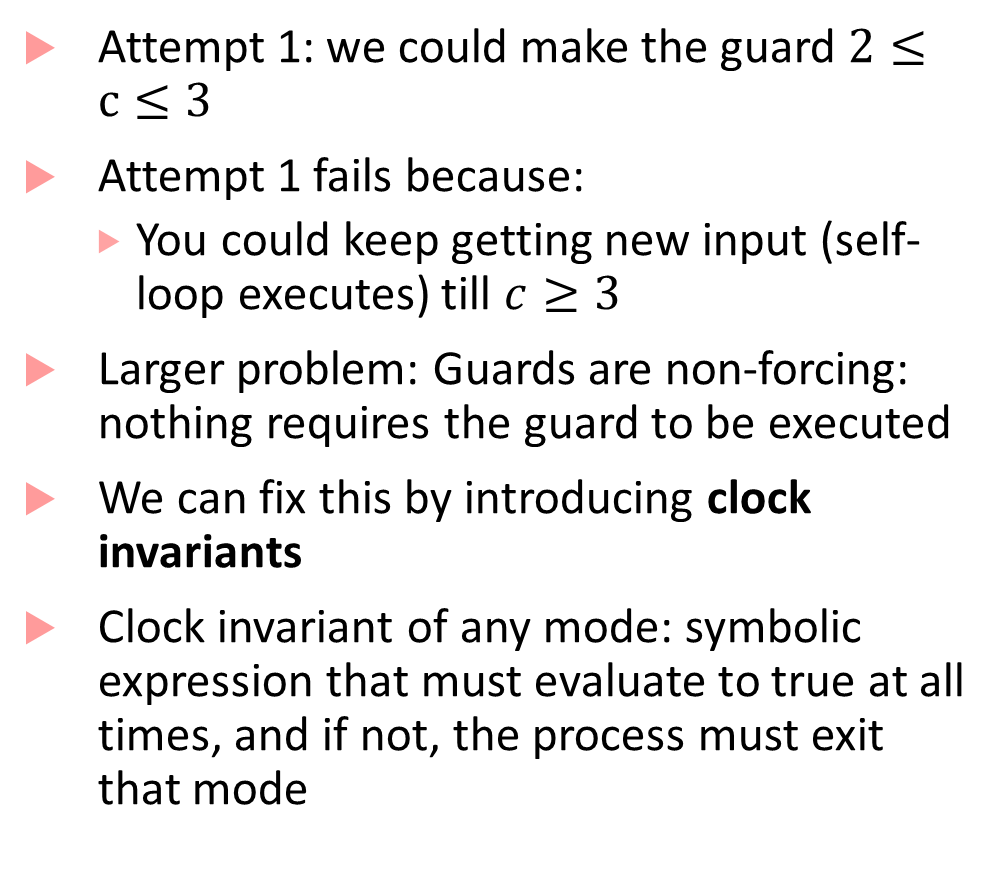 Attempt 1: we could make the guard 2 ≤
c ≤ 3
Attempt 1 fails because:
You could keep getting new input (self-
loop executes) till 𝑐 ≥ 3
Larger problem: Guards are non-forcing:
nothing requires the guard to be executed
We can fix this by introducing clock
invariants
Clock invariant of any mode: symbolic
expression that must evaluate to true at all
times, and if not, the process must exit
that mode